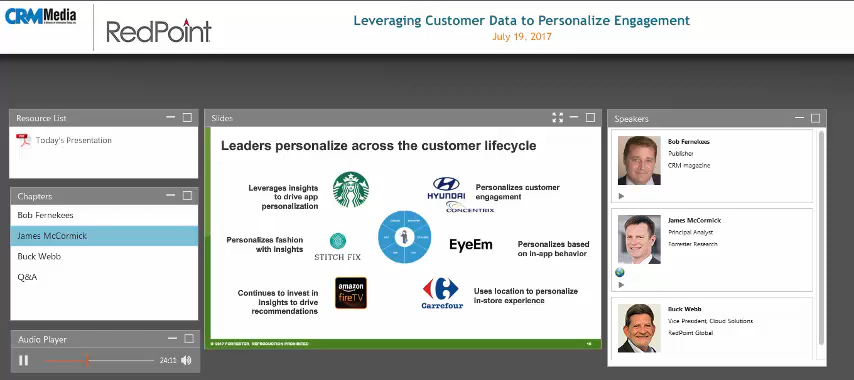 CRM Media
RedPoint
Leveraging Customer Data to Personalize Engagement
July 19, 2017
Resource List
Today's Presentation
Chapters
Bob Fernekees
James McCormick
Buck Webb
Q&A
Audio Player
24:11
Slides
Leaders personalize across the customer lifecycle
Leverages insights
to drive app
personalization
HYUNDAI
CONCENTRIX
Personalizes customer
engagement
Personalizes fashion
with insights
STITCH FIX
EyeEm
Personalizes based
on in-app behavior
Continues to invest in
Insights to drive
recommendations
amazon
fireTV
Carrefour
Uses location to personalize
in-store experience
© 2017 FORRESTER. REPRODUCTION PROHIBITED
Speakers
Bob Fernekees
Publisher
CRM magazine
James McCormick
Principal Analyst
Forrester Research
Buck Webb
Vice President, Cloud Solutions
RedPoint Global